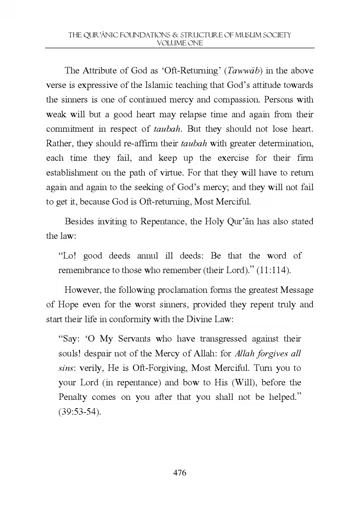 THE QUR'ĀNIC FOUNDATIONS & STRUCTURE OF MUSLIM SOCIETY
VOLUME ONE
The Attribute of God as ‘Oft-Returning’ (Tawwāb) in the above
verse is expressive of the Islamic teaching that God’s attitude towards
the sinners is one of continued mercy and compassion. Persons with
weak will but a good heart may relapse time and again from their
commitment in respect of taubah. But they should not lose heart.
Rather, they should re-affirm their taubah with greater determination,
each time they fail, and keep up the exercise for their firm
establishment on the path of virtue. For that they will have to return
again and again to the seeking of God’s mercy; and they will not fail
to get it, because God is Oft-returning, Most Merciful.
Besides inviting to Repentance, the Holy Qur’ān has also stated
the law:
“Lo! good deeds annul ill deeds: Be that the word of
remembrance to those who remember (their Lord).” (11:114).
However, the following proclamation forms the greatest Message
of Hope even for the worst sinners, provided they repent truly and
start their life in conformity with the Divine Law:
“Say: ‘O My Servants who have transgressed against their
souls! despair not of the Mercy of Allah: for Allah forgives all
sins: verily, He is Oft-Forgiving, Most Merciful. Turn you to
your Lord (in repentance) and bow to His (Will), before the
Penalty comes on you after that you shall not be helped.”
(39:53-54).
476